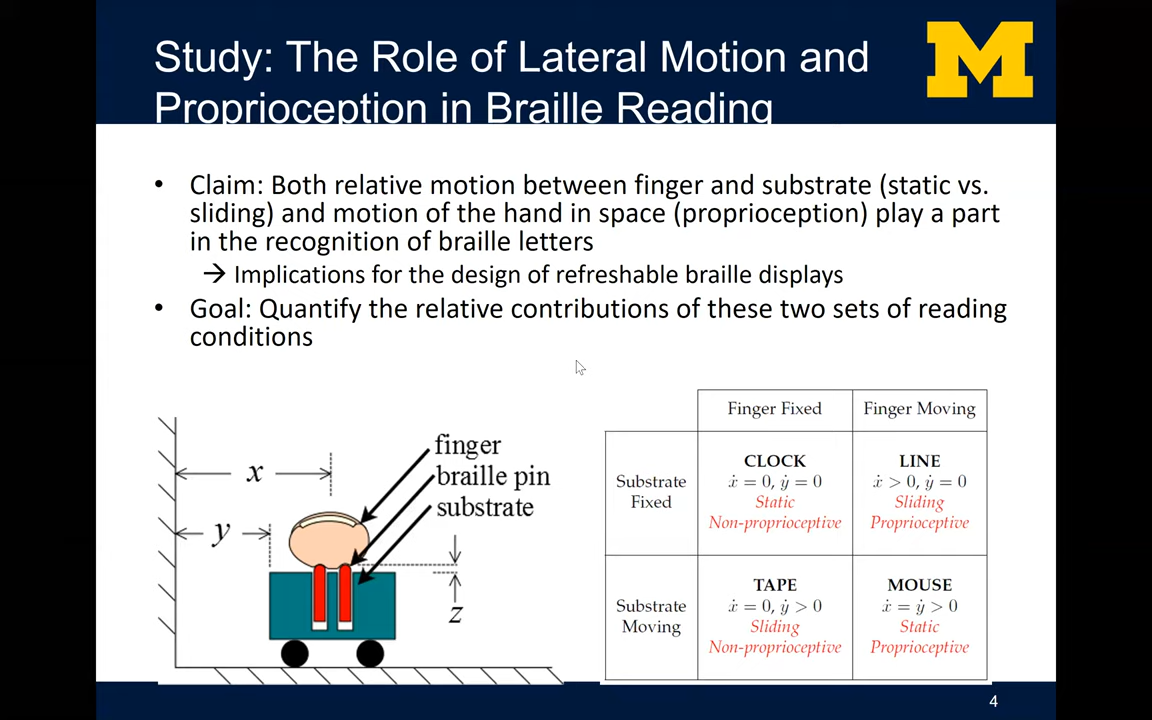 Study: The Role of Lateral Motion and
Proprioception in Braille Reading
M
• Claim: Both relative motion between finger and substrate (static vs.
sliding) and motion of the hand in space (proprioception) play a part
in the recognition of braille letters
→ Implications for the design of refreshable braille displays
• Goal: Quantify the relative contributions of these two sets of reading
conditions
finger
braille pin
substrate
x
y
z
Finger Fixed
Finger Moving
Substrate
Fixed
CLOCK
ẋ = 0, ẏ = 0
Static
Non-proprioceptive
LINE
ẋ > 0, ẏ = 0
Sliding
Proprioceptive
Substrate
Moving
TAPE
ẋ = 0, ẏ > 0
Sliding
Non-proprioceptive
MOUSE
ẋ = ẏ > 0
Static
Proprioceptive
4